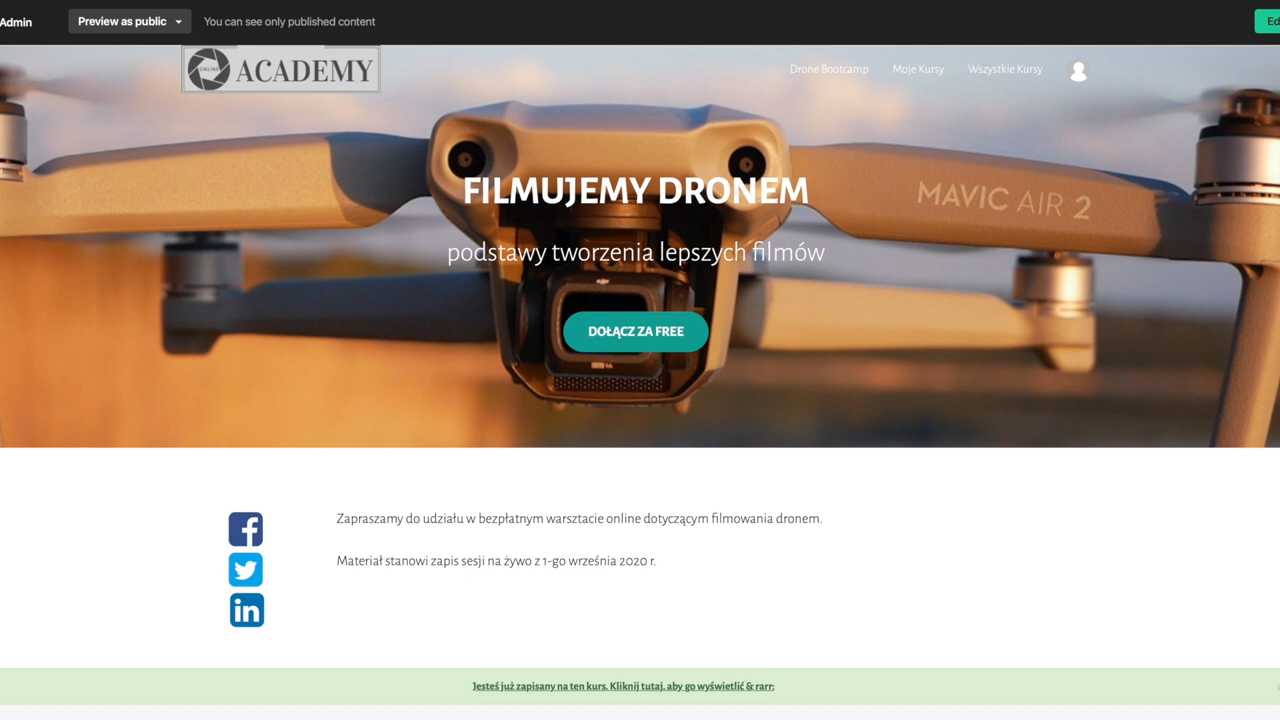 Admin
Preview as public
You can see only published content
Ed
ONLINE
ACADEMY
Drone Bootcamp
Moje Kursy
Wszystkie Kursy
MAVIC AIR 2
FILMUJEMY DRONEM
podstawy tworzenia lepszych filmów
dji
DOŁĄCZ ZA FREE
Zapraszamy do udziału w bezpłatnym warsztacie online dotyczącym filmowania dronem.
Materiał stanowi zapis sesji na żywo z 1-go września 2020 r.
Jesteś już zapisany na ten kurs. Kliknij tutaj, aby go wyświetlić & rarr;